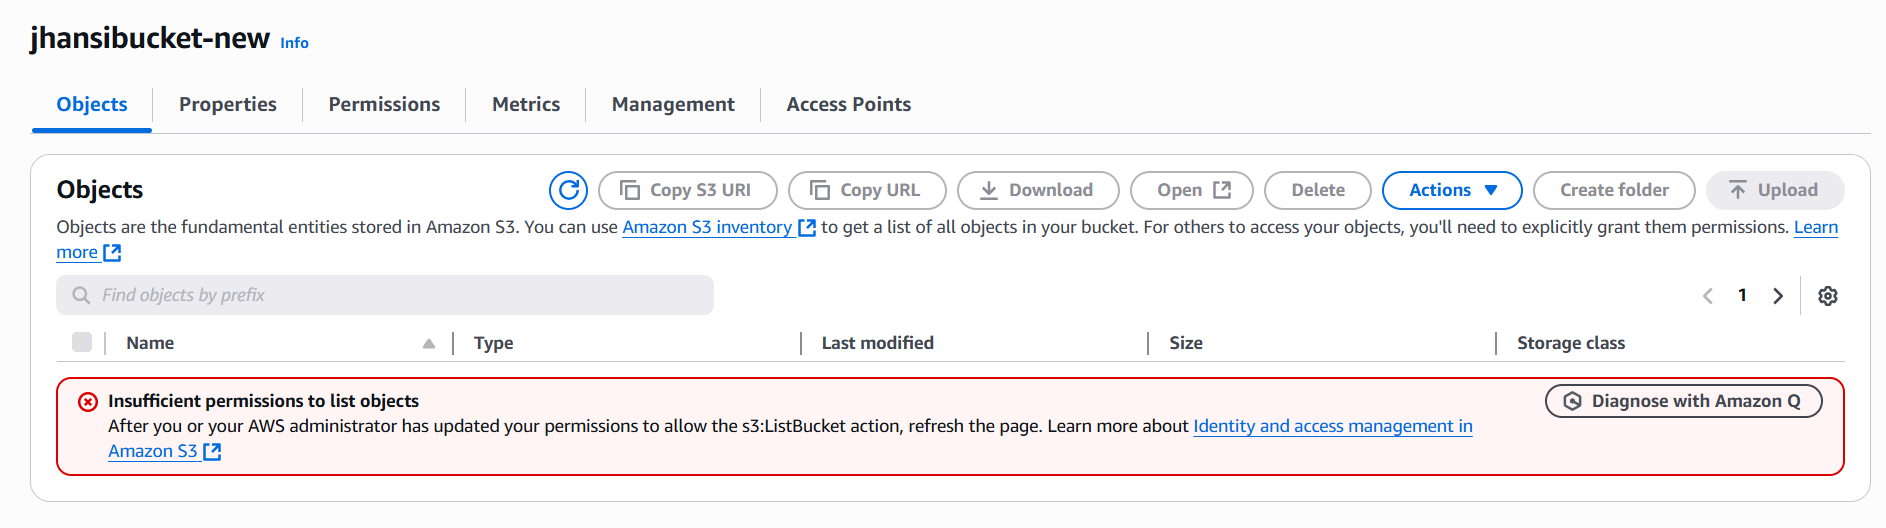 jhansibucket-new Info
Objects Properties Permissions Metrics Management Access Points
Objects Copy S3 URI Copy URL Download Open Delete Actions Create folder Upload
Objects are the fundamental entities stored in Amazon S3. You can use Amazon S3 inventory to get a list of all objects in your bucket. For others to access your objects, you'll need to explicitly grant them permissions. Learn
more
Find objects by prefix 1
Name Type Last modified Size Storage class
Insufficient permissions to list objects Diagnose with Amazon Q
After you or your AWS administrator has updated your permissions to allow the s3:ListBucket action, refresh the page. Learn more about Identity and access management in
Amazon S3